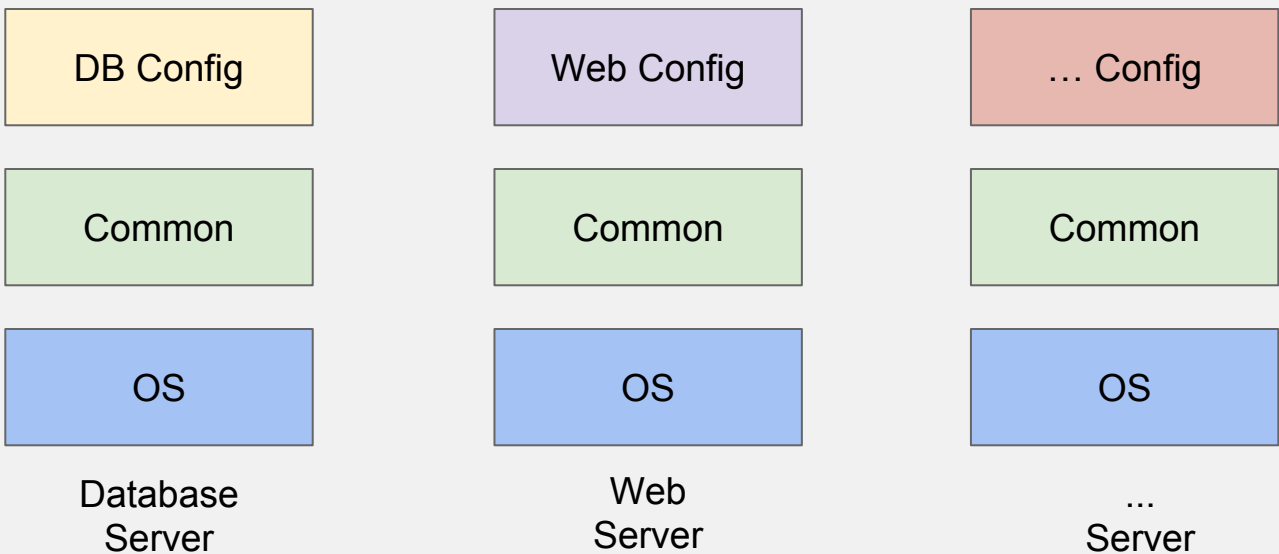 DB Config
Web Config
… Config
Common
Common
Common
OS
OS
OS
Database
Server
Web
Server
...
Server